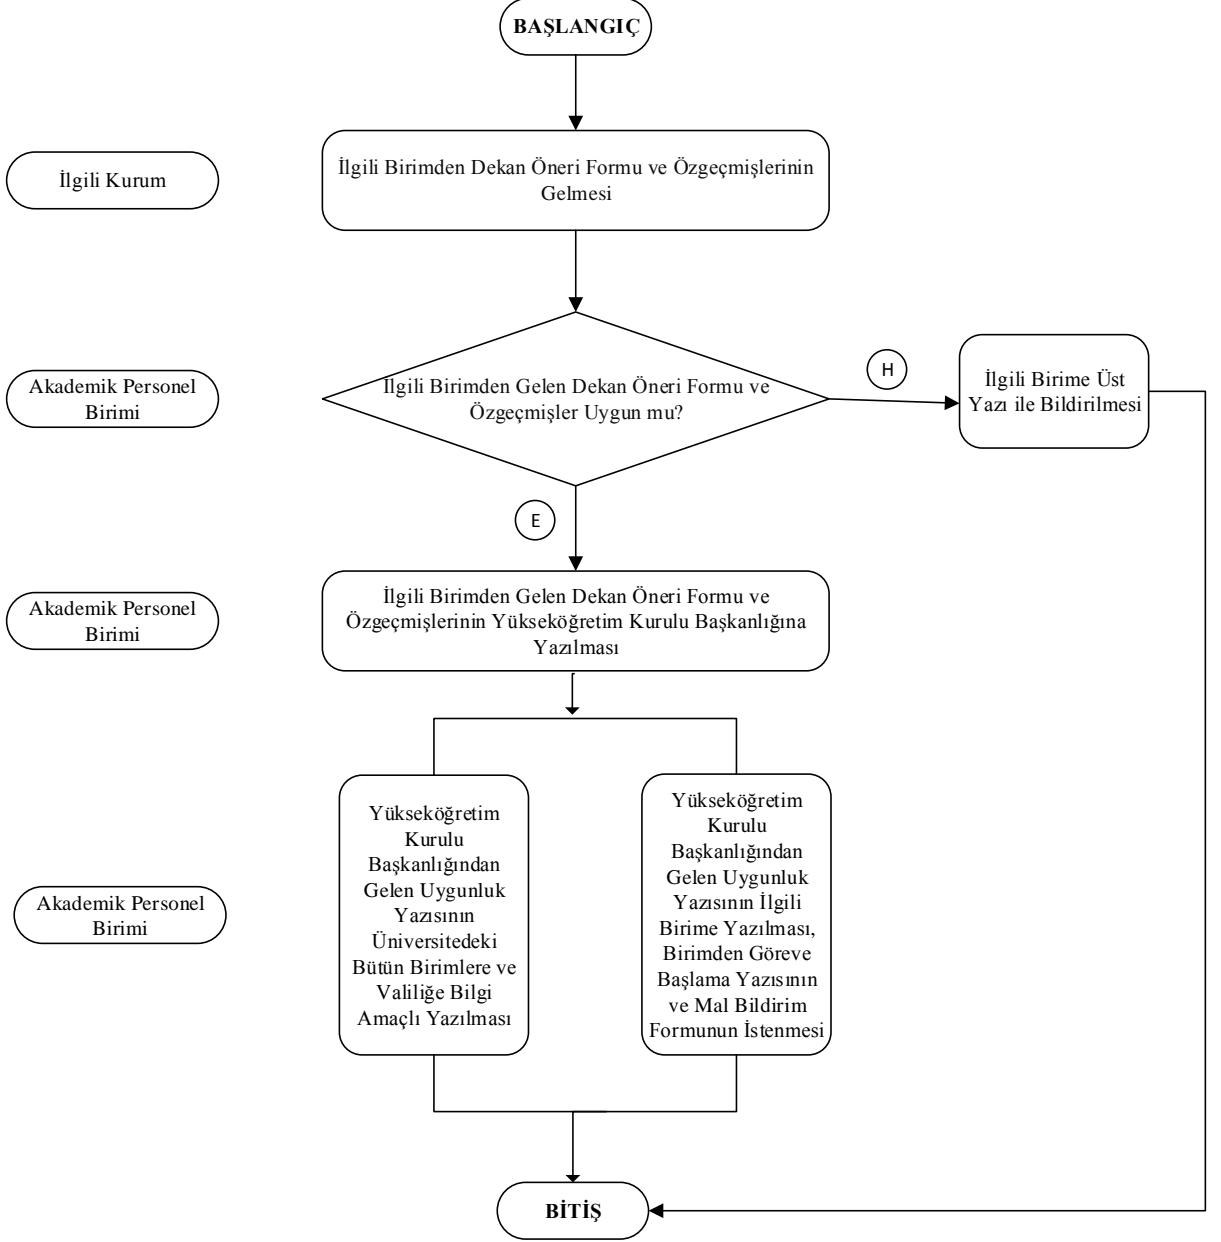 BAŞLANGIÇ
İlgili Kurum
İlgili Birimden Dekan Öneri Formu ve Özgeçmişlerinin
Gelmesi
Akademik Personel
Birimi
İlgili Birimden Gelen Dekan Öneri Formu ve
Özgeçmişler Uygun mu?
H
İlgili Birime Üst
Yazı ile Bildirilmesi
E
Akademik Personel
Birimi
İlgili Birimden Gelen Dekan Öneri Formu ve
Özgeçmişlerinin Yükseköğretim Kurulu Başkanlığına
Yazılması
Akademik Personel
Birimi
Yükseköğretim
Kurulu
Başkanlığından
Gelen Uygunluk
Yazısının
Üniversitedeki
Bütün Birimlere ve
Valiliğe Bilgi
Amaçlı Yazılması
Yükseköğretim
Kurulu
Başkanlığından
Gelen Uygunluk
Yazısının İlgili
Birime Yazılması,
Birimden Göreve
Başlama Yazısının
ve Mal Bildirim
Formunun İstenmesi
BİTİŞ